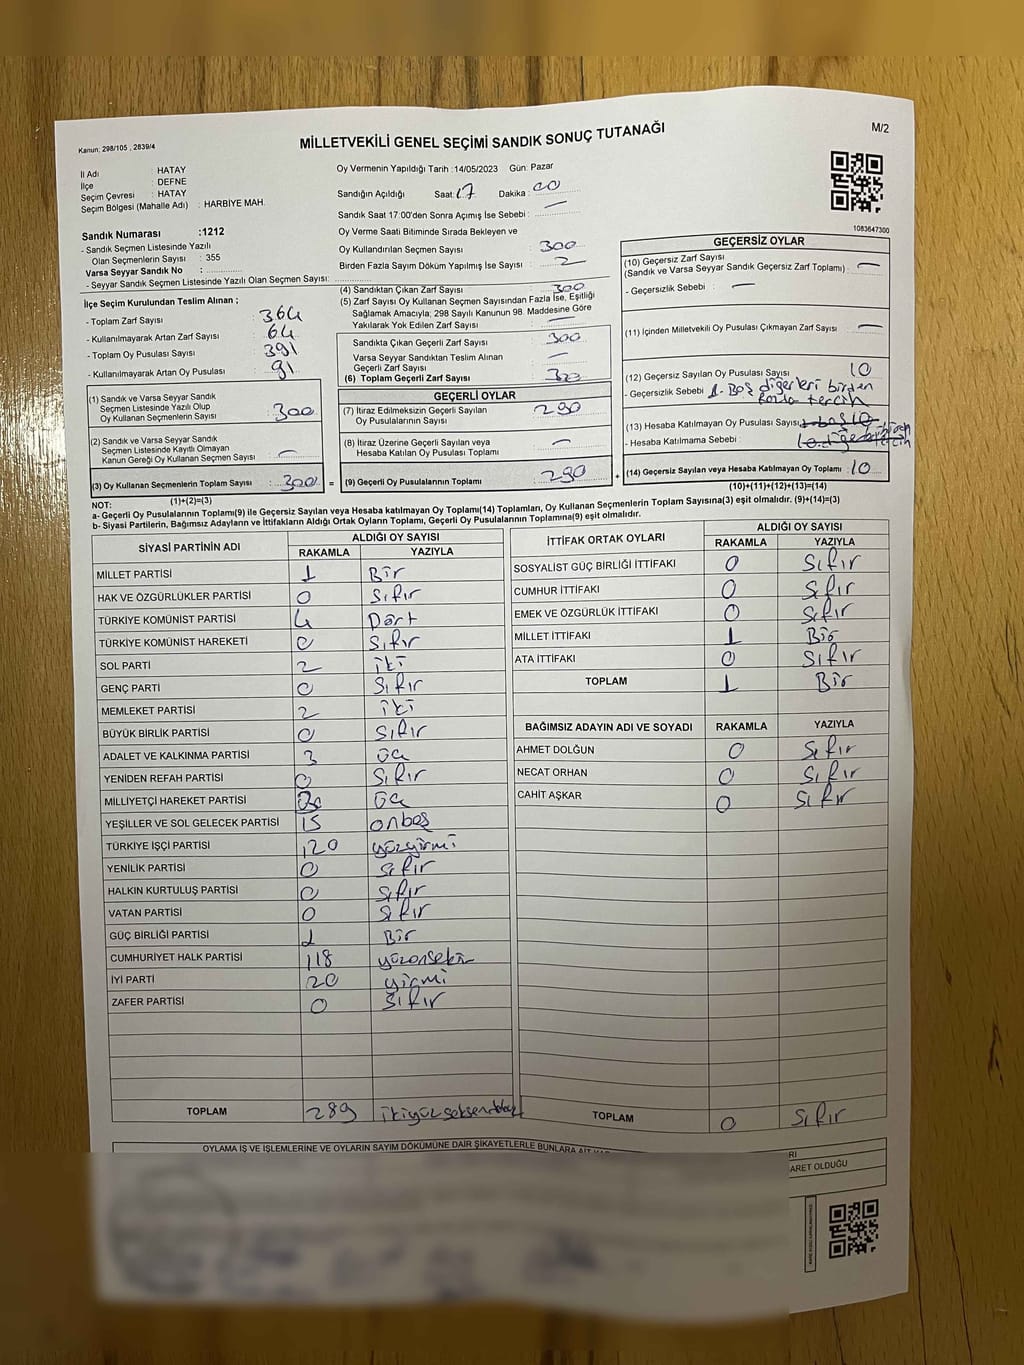 Kanun: 298/105 , 2839/4
MİLLETVEKİLİ GENEL SEÇİMİ SANDIK SONUÇ TUTANAĞI
M/2
İl Adı : HATAY
İlçe : DEFNE
Seçim Çevresi : HATAY
Seçim Bölgesi (Mahalle Adı) : HARBİYE MAH.
Oy Vermenin Yapıldığı Tarih :14/05/2023 Gün: Pazar
Sandığın Açıldığı Saat: 17 Dakika : 00
Sandık Saat 17:00'den Sonra Açımış İse Sebebi : —
Sandık Numarası :1212
- Sandık Seçmen Listesinde Yazılı
Olan Seçmenlerin Sayısı : 355
Varsa Seyyar Sandık No :
- Seyyar Sandık Seçmen Listesinde Yazılı Olan Seçmen Sayısı:
Oy Verme Saati Bitiminde Sırada Bekleyen ve
Oy Kullandırılan Seçmen Sayısı : 300
Birden Fazla Sayım Döküm Yapılmış İse Sayısı : 2
1083647300
İlçe Seçim Kurulundan Teslim Alınan ;
- Toplam Zarf Sayısı : 364
- Kullanılmayarak Artan Zarf Sayısı : 64
- Toplam Oy Pusulası Sayısı : 391
- Kullanılmayarak Artan Oy Pusulası : 91
(1) Sandık ve Varsa Seyyar Sandık
Seçmen Listesinde Yazılı Olup
Oy Kullanan Seçmenlerin Sayısı : 300
(2) Sandık ve Varsa Seyyar Sandık
Seçmen Listesinde Kayıtlı Olmayan
Kanun Gereği Oy Kullanan Seçmen Sayısı : —
(3) Oy Kullanan Seçmenlerin Toplam Sayısı : 300 =
(1)+(2)=(3)
(4) Sandıktan Çıkan Zarf Sayısı : 300
(5) Zarf Sayısı Oy Kullanan Seçmen Sayısından Fazla İse, Eşitliği
Sağlamak Amacıyla; 298 Sayılı Kanunun 98. Maddesine Göre
Yakılarak Yok Edilen Zarf Sayısı : —
Sandıkta Çıkan Geçerli Zarf Sayısı : 300
Varsa Seyyar Sandıktan Teslim Alınan
Geçerli Zarf Sayısı : —
(6) Toplam Geçerli Zarf Sayısı : 300
GEÇERLİ OYLAR
(7) İtiraz Edilmeksizin Geçerli Sayılan
Oy Pusulalarının Sayısı : 290
(8) İtiraz Üzerine Geçerli Sayılan veya
Hesaba Katılan Oy Pusulası Toplamı : —
(9) Geçerli Oy Pusulalarının Toplamı : 290 +
GEÇERSİZ OYLAR
(10) Geçersiz Zarf Sayısı
(Sandık ve Varsa Seyyar Sandık Geçersiz Zarf Toplamı) : —
- Geçersizlik Sebebi : —
(11) İçinden Milletvekili Oy Pusulası Çıkmayan Zarf Sayısı : —
(12) Geçersiz Sayılan Oy Pusulası Sayısı : 10
- Geçersizlik Sebebi : 1- Boş diğerleri birden
fazla tercih
(13) Hesaba Katılmayan Oy Pusulası Sayısı :
- Hesaba Katılmama Sebebi :
(14) Geçersiz Sayılan veya Hesaba Katılmayan Oy Toplamı : 10
(10)+(11)+(12)+(13)=(14)
NOT:
a- Geçerli Oy Pusulalarının Toplamı(9) ile Geçersiz Sayılan veya Hesaba katılmayan Oy Toplamı(14) Toplamları, Oy Kullanan Seçmenlerin Toplam Sayısına(3) eşit olmalıdır. (9)+(14)=(3)
b- Siyasi Partilerin, Bağımsız Adayların ve İttifakların Aldığı Ortak Oyların Toplamı, Geçerli Oy Pusulalarının Toplamına(9) eşit olmalıdır.
SİYASİ PARTİNİN ADI ALDIĞI OY SAYISI
RAKAMLA YAZIYLA
MİLLET PARTİSİ 1 Bir
HAK VE ÖZGÜRLÜKLER PARTİSİ 0 Sıfır
TÜRKİYE KOMÜNİST PARTİSİ 4 Dört
TÜRKİYE KOMÜNİST HAREKETİ 0 Sıfır
SOL PARTİ 2 iki
GENÇ PARTİ 0 Sıfır
MEMLEKET PARTİSİ 2 iki
BÜYÜK BİRLİK PARTİSİ 0 Sıfır
ADALET VE KALKINMA PARTİSİ 3 üç
YENİDEN REFAH PARTİSİ 0 Sıfır
MİLLİYETÇİ HAREKET PARTİSİ üç
YEŞİLLER VE SOL GELECEK PARTİSİ 15 onbeş
TÜRKİYE İŞÇİ PARTİSİ 120 yüzyirmi
YENİLİK PARTİSİ 0 sıfır
HALKIN KURTULUŞ PARTİSİ 0 Sıfır
VATAN PARTİSİ 0 Sıfır
GÜÇ BİRLİĞİ PARTİSİ 1 Bir
CUMHURİYET HALK PARTİSİ 118 yüzonsekiz
İYİ PARTİ 20 yirmi
ZAFER PARTİSİ 0 Sıfır
TOPLAM 289 ikiyüzseksendokuz
İTTİFAK ORTAK OYLARI ALDIĞI OY SAYISI
RAKAMLA YAZIYLA
SOSYALİST GÜÇ BİRLİĞİ İTTİFAKI 0 Sıfır
CUMHUR İTTİFAKI 0 Sıfır
EMEK VE ÖZGÜRLÜK İTTİFAKI 0 Sıfır
MİLLET İTTİFAKI 1 Bir
ATA İTTİFAKI 0 Sıfır
TOPLAM 1 Bir
BAĞIMSIZ ADAYIN ADI VE SOYADI RAKAMLA YAZIYLA
AHMET DOLĞUN 0 Sıfır
NECAT ORHAN 0 Sıfır
CAHİT AŞKAR 0 Sıfır
TOPLAM 0 Sıfır
OYLAMA İŞ VE İŞLEMLERİNE VE OYLARIN SAYIM DÖKÜMÜNE DAİR ŞİKAYETLERLE BUNLARA AİT
RI
ARET OLDUĞU